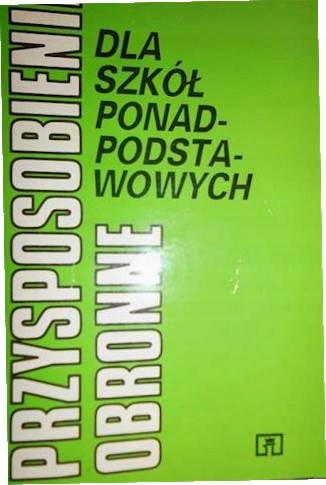 PRZYSPOSOBIENIE
OBRONNE
DLA
SZKÓŁ
PONAD-
PODSTA-
WOWYCH